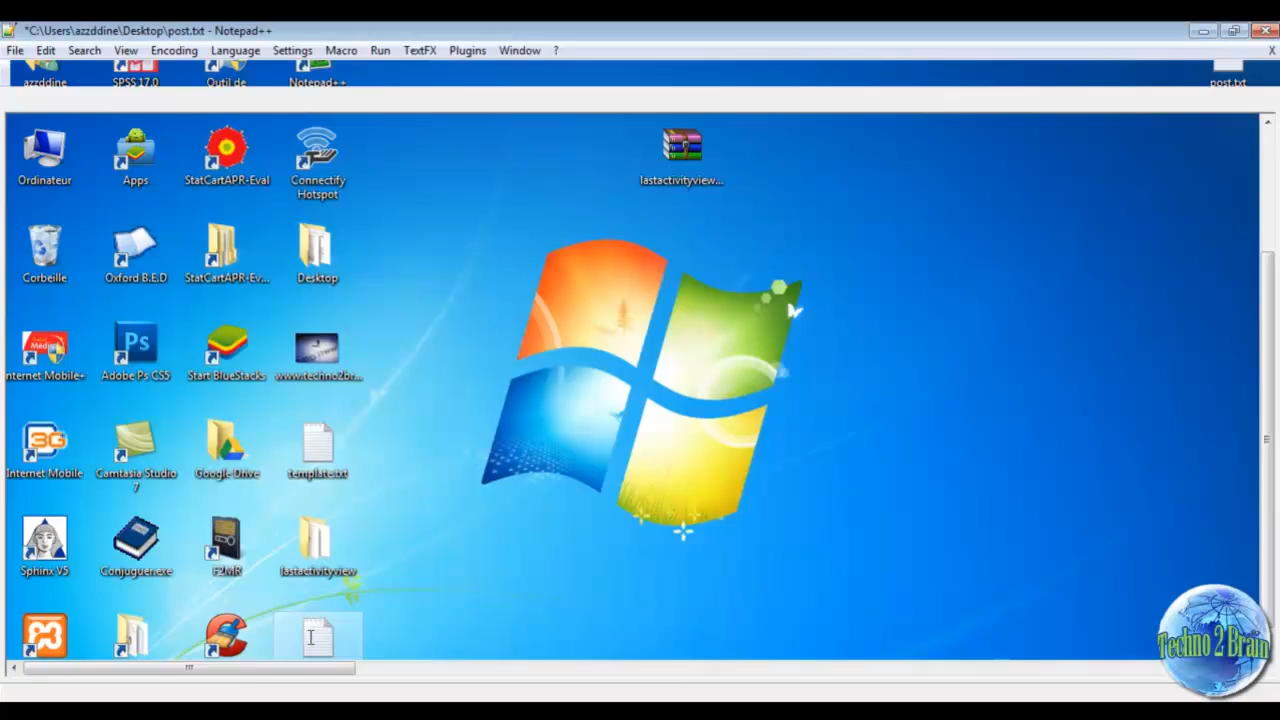 *C:\Users\azzddine\Desktop\post.txt - Notepad++
File Edit Search View Encoding Language Settings Macro Run TextFX Plugins Window ? X
azzddine SPSS 17.0 Outil de Notepad++ post.txt
Ordinateur Apps StatCartAPR-Eval Connectify
Hotspot
lastactivityview...
Corbeille Oxford B.E.D StatCartAPR-Ev... Desktop
nternet Mobile+ Adobe Ps CS5 Start BlueStacks www.techno2br...
Internet Mobile Camtasia Studio
7
Google Drive template.txt
Sphinx V5 Conjuguer.exe F2MR lastactivityview
Techno 2 Brain